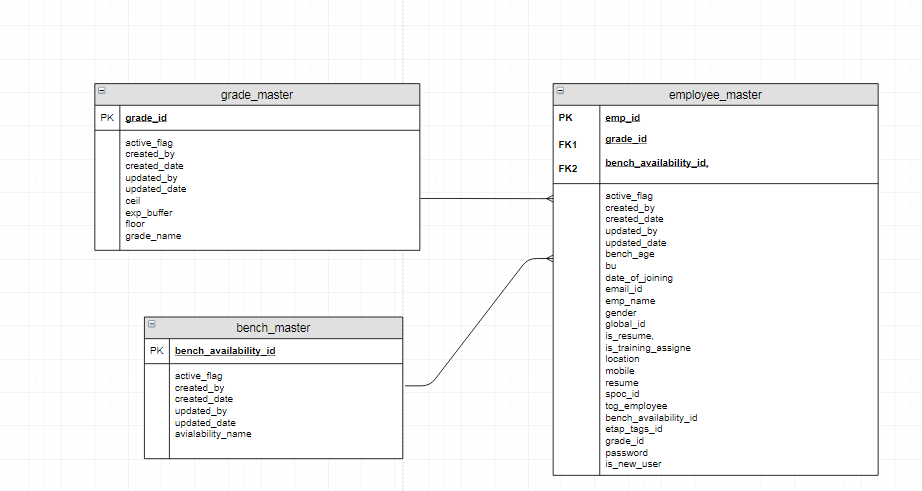 grade_master
PK grade_id
active_flag
created_by
created_date
updated_by
updated_date
ceil
exp_buffer
floor
grade_name
employee_master
PK emp_id
FK1 grade_id
FK2 bench_availability_id,
active_flag
created_by
created_date
updated_by
updated_date
bench_age
bu
date_of_joining
email_id
emp_name
gender
global_id
is_resume,
is_training_assigne
location
mobile
resume
spoc_id
tcg_employee
bench_availability_id
etap_tags_id
grade_id
password
is_new_user
bench_master
PK bench_availability_id
active_flag
created_by
created_date
updated_by
updated_date
avialability_name